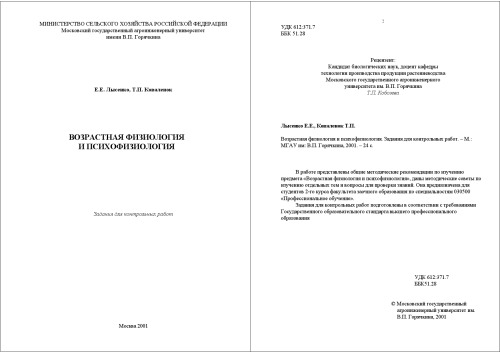 МИНИСТЕРСТВО СЕЛЬСКОГО ХОЗЯЙСТВА РОССИЙСКОЙ ФЕДЕРАЦИИ
Московский государственный агроинженерный университет
имени В.П. Горячкина
Е.Е. Лысенко, Т.П. Коваленок
ВОЗРАСТНАЯ ФИЗИОЛОГИЯ
И ПСИХОФИЗИОЛОГИЯ
Задания для контрольных работ
Москва 2001
2
УДК 612:371.7
ББК 51.28
Рецензент:
Кандидат биологических наук, доцент кафедры
технологии производства продукции растениеводства
Московского государственного агроинженерного
университета им. В.П. Горячкина
Т.П. Кобозева
Лысенко Е.Е., Коваленок Т.П.
Возрастная физиология и психофизиология. Задания для контрольных работ. – М.:
МГАУ им. В.П. Горячкина, 2001. – 24 с.
В работе представлены общие методические рекомендации по изучению
предмета «Возрастная физиология и психофизиология», даны методические советы по
изучению отдельных тем и вопросы для проверки знаний. Она предназначена для
студентов 2-го курса факультета заочного образования по специальностям 030500
«Профессиональное обучение».
Задания для контрольных работ подготовлены в соответствии с требованиями
Государственного образовательного стандарта высшего профессионального
образования
УДК 612:371.7
ББК51.28
© Московский государственный
агроинженерный университет им.
В.П. Горячкина, 2001